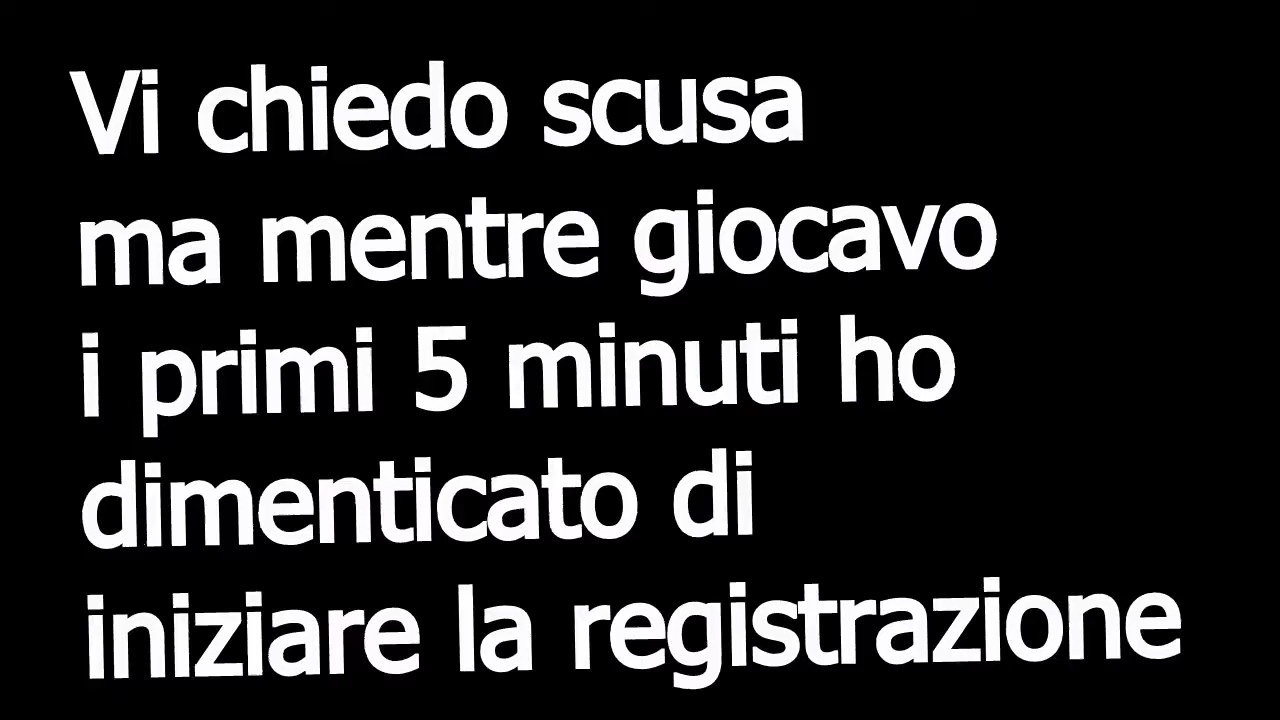 Vi chiedo scusa
ma mentre giocavo
i primi 5 minuti ho
dimenticato di
iniziare la registrazione